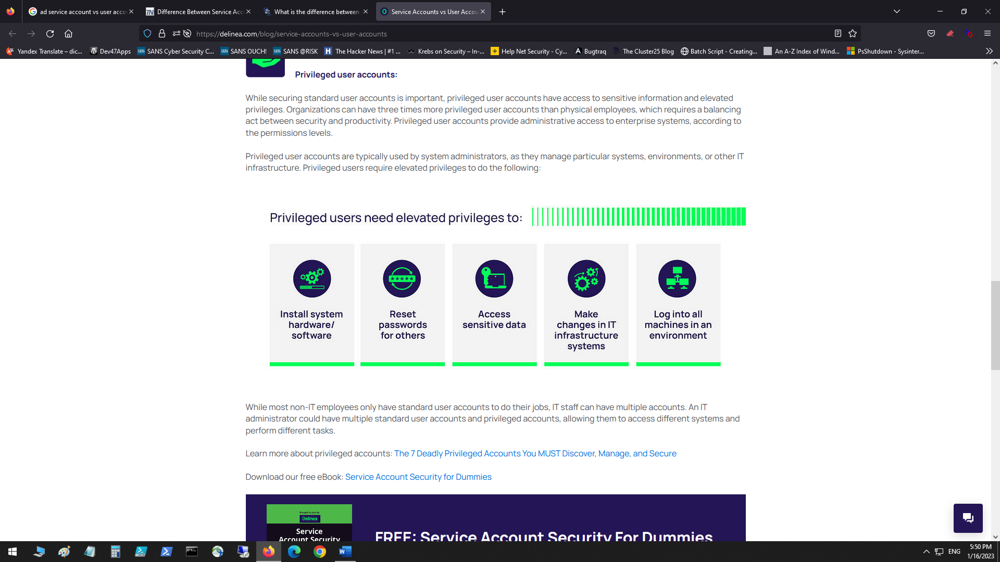 ad service account vs user acco
Difference Between Service Acc
What is the difference between
Service Accounts vs User Accou
https://delinea.com/blog/service-accounts-vs-user-accounts
Yandex Translate – dic...
Dev47Apps
SANS Cyber Security C...
SANS OUCH!
SANS @RISK
The Hacker News | #1 ...
Krebs on Security – In-...
Help Net Security - Cy...
Bugtraq
The Cluster25 Blog
Batch Script - Creating...
An A-Z Index of Wind...
PsShutdown - Sysinter...
Privileged user accounts:
While securing standard user accounts is important, privileged user accounts have access to sensitive information and elevated
privileges. Organizations can have three times more privileged user accounts than physical employees, which requires a balancing
act between security and productivity. Privileged user accounts provide administrative access to enterprise systems, according to
the permissions levels.
Privileged user accounts are typically used by system administrators, as they manage particular systems, environments, or other IT
infrastructure. Privileged users require elevated privileges to do the following:
Privileged users need elevated privileges to:
Install system
hardware/
software
Reset
passwords
for others
Access
sensitive data
Make
changes in IT
infrastructure
systems
Log into all
machines in an
environment
While most non-IT employees only have standard user accounts to do their jobs, IT staff can have multiple accounts. An IT
administrator could have multiple standard user accounts and privileged accounts, allowing them to access different systems and
perform different tasks.
Learn more about privileged accounts: The 7 Deadly Privileged Accounts You MUST Discover, Manage, and Secure
Download our free eBook: Service Account Security for Dummies
Brought to you by:
Delinea
Service
Account Security
FREE: Service Account Security For Dummies
ENG
5:50 PM
1/16/2023